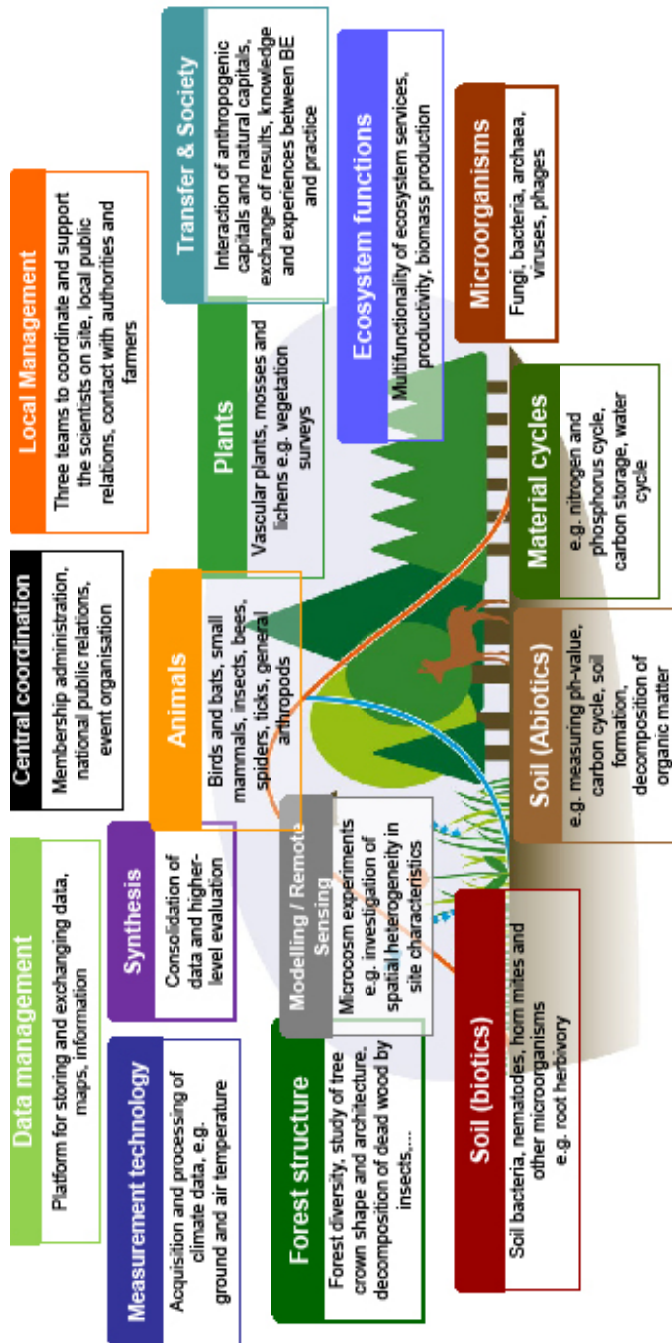 Data management
Platform for storing and exchanging data,
maps, information
Central coordination
Membership administration,
national public relations,
event organisation
Local Management
Three teams to coordinate and support
the scientists on site, local public
relations, contact with authorities and
farmers
Measurement technology
Acquisition and processing of
climate data, e.g.
ground and air temperature
Synthesis
Consolidation of
data and higher-
level evaluation
Animals
Birds and bats, small
mammals, insects, bees,
spiders, ticks, general
arthropods
Plants
Vascular plants, mosses and
lichens e.g. vegetation
surveys
Transfer & Society
Interaction of anthropogenic
capitals and natural capitals,
exchange of results, knowledge
and experiences between BE
and practice
Forest structure
Forest diversity, study of tree
crown shape and architecture,
decomposition of dead wood by
insects,...
Modelling / Remote
Sensing
Microcosm experiments
e.g. investigation of
spatial heterogeneity in
site characteristics
Ecosystem functions
Multifunctionality of ecosystem services,
productivity, biomass production
Soil (biotics)
Soil bacteria, nematodes, horn mites and
other microorganisms
e.g. root herbivory
Soil (Abiotics)
e.g. measuring ph-value,
carbon cycle, soil
formation,
decomposition of
organic matter
Material cycles
e.g. nitrogen and
phosphorus cycle,
carbon storage, water
cycle
Microorganisms
Fungi, bacteria, archaea,
viruses, phages